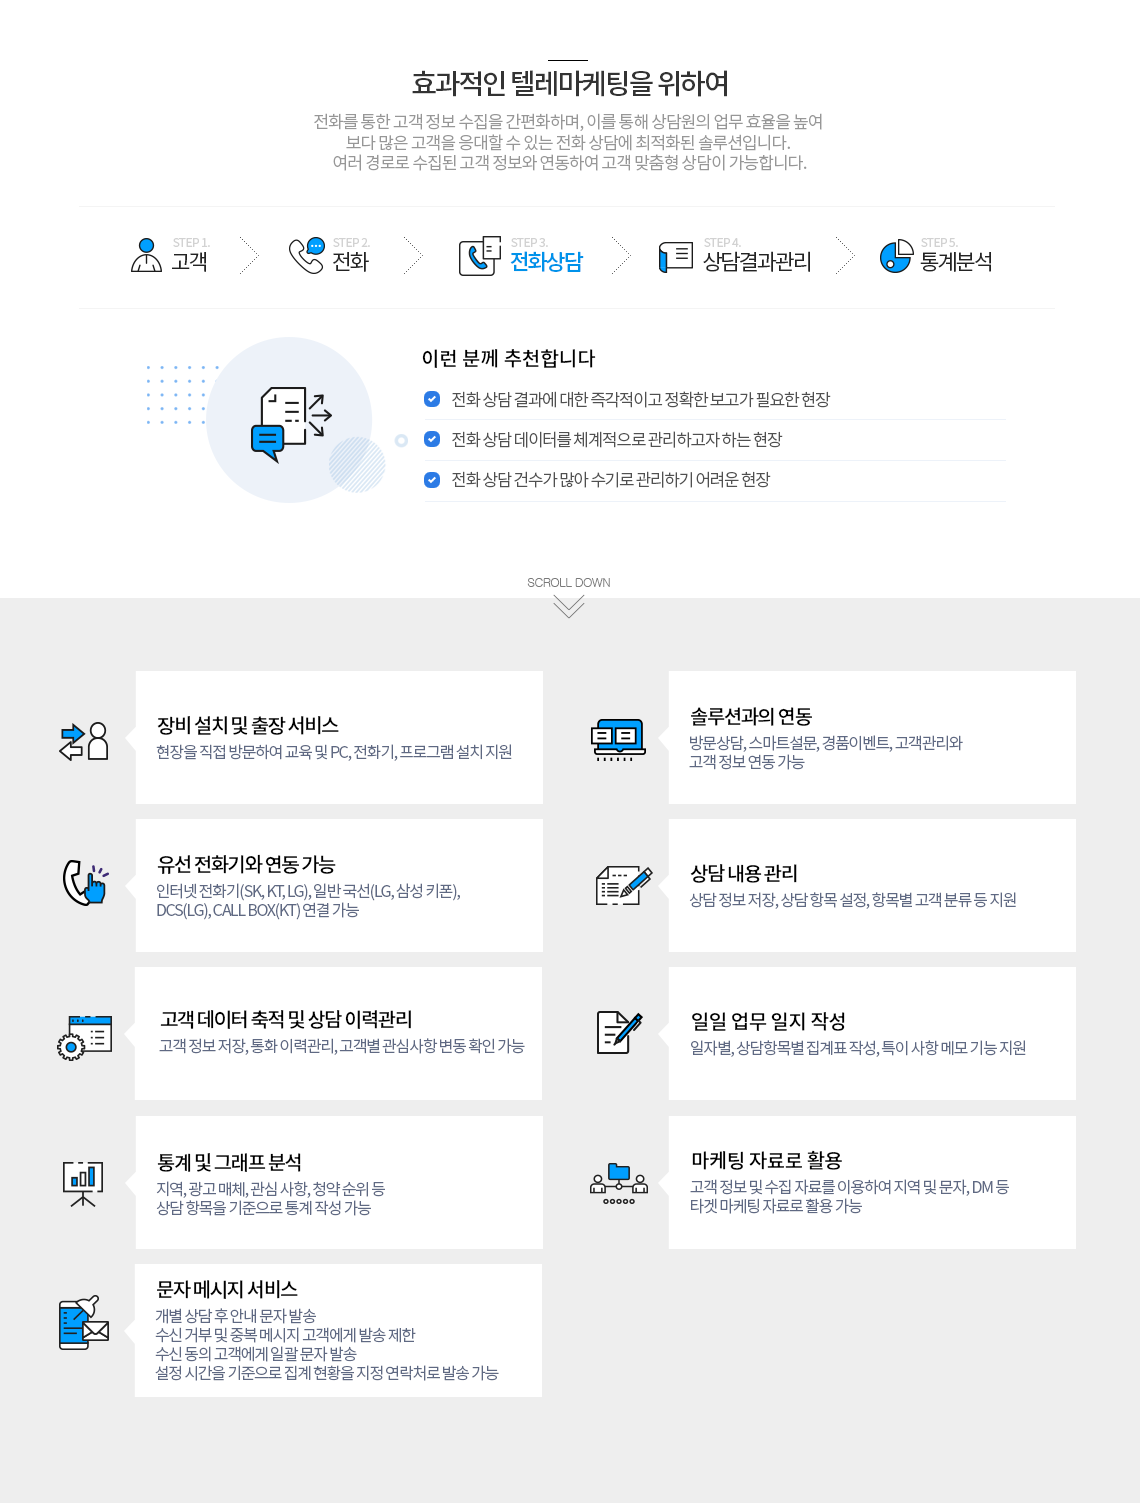 효과적인 텔레마케팅을 위하여
전화를 통한 고객 정보 수집을 간편화하며, 이를 통해 상담원의 업무 효율을 높여
보다 많은 고객을 응대할 수 있는 전화 상담에 최적화된 솔루션입니다.
여러 경로로 수집된 고객 정보와 연동하여 고객 맞춤형 상담이 가능합니다.
STEP 1.
고객
STEP 2.
전화
STEP 3.
전화상담
STEP 4.
상담결과관리
STEP 5.
통계분석
이런 분께 추천합니다
전화 상담 결과에 대한 즉각적이고 정확한 보고가 필요한 현장
전화 상담 데이터를 체계적으로 관리하고자 하는 현장
전화 상담 건수가 많아 수기로 관리하기 어려운 현장
SCROLL DOWN
장비 설치 및 출장 서비스
현장을 직접 방문하여 교육 및 PC, 전화기, 프로그램 설치 지원
솔루션과의 연동
방문상담, 스마트설문, 경품이벤트, 고객관리와
고객 정보 연동 가능
유선 전화기와 연동 가능
인터넷 전화기(SK, KT, LG), 일반 국선(LG, 삼성 키폰),
DCS(LG), CALL BOX(KT) 연결 가능
상담 내용 관리
상담 정보 저장, 상담 항목 설정, 항목별 고객 분류 등 지원
고객 데이터 축적 및 상담 이력관리
고객 정보 저장, 통화 이력관리, 고객별 관심사항 변동 확인 가능
일일 업무 일지 작성
일자별, 상담항목별 집계표 작성, 특이 사항 메모 기능 지원
통계 및 그래프 분석
지역, 광고 매체, 관심 사항, 청약 순위 등
상담 항목을 기준으로 통계 작성 가능
마케팅 자료로 활용
고객 정보 및 수집 자료를 이용하여 지역 및 문자, DM 등
타겟 마케팅 자료로 활용 가능
문자 메시지 서비스
개별 상담 후 안내 문자 발송
수신 거부 및 중복 메시지 고객에게 발송 제한
수신 동의 고객에게 일괄 문자 발송
설정 시간을 기준으로 집계 현황을 지정 연락처로 발송 가능